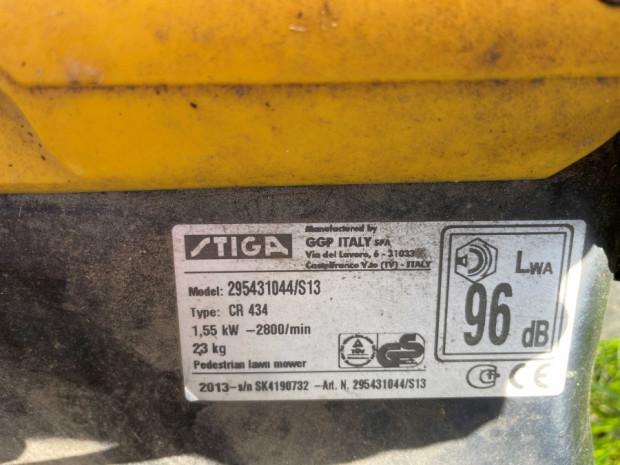 STIGA
Manufactured by
GGP ITALY SPA
Via del Lavoro, 6 - 31033
Castelfranco V.to (TV) - ITALY
Model: 295431044/S13
Type: CR 434
1,55 kW -2800/min
23 kg
Pedestrian lawn mower
2013-s/n SK4190732 -Art. N. 295431044/S13
TÜV
GS
LWA
96 dB
CE